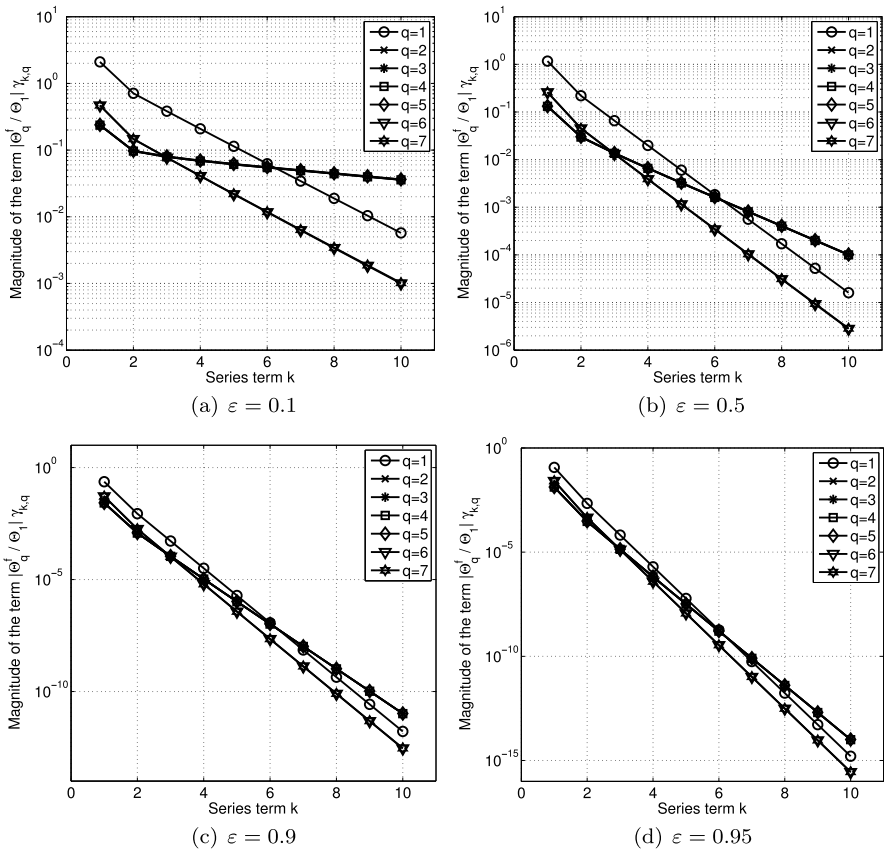 10^1
10^0
10^−1
10^−2
10^−3
10^−4
0 2 4 6 8 10
Series term k
Magnitude of the term |Θ_q^f / Θ_1| γ_{k,q}
q=1
q=2
q=3
q=4
q=5
q=6
q=7
(a) ε = 0.1
10^1
10^0
10^−1
10^−2
10^−3
10^−4
10^−5
10^−6
0 2 4 6 8 10
Series term k
Magnitude of the term |Θ_q^f / Θ_1| γ_{k,q}
q=1
q=2
q=3
q=4
q=5
q=6
q=7
(b) ε = 0.5
10^0
10^−5
10^−10
0 2 4 6 8 10
Series term k
Magnitude of the term |Θ_q^f / Θ_1| γ_{k,q}
q=1
q=2
q=3
q=4
q=5
q=6
q=7
(c) ε = 0.9
10^0
10^−5
10^−10
10^−15
0 2 4 6 8 10
Series term k
Magnitude of the term |Θ_q^f / Θ_1| γ_{k,q}
q=1
q=2
q=3
q=4
q=5
q=6
q=7
(d) ε = 0.95